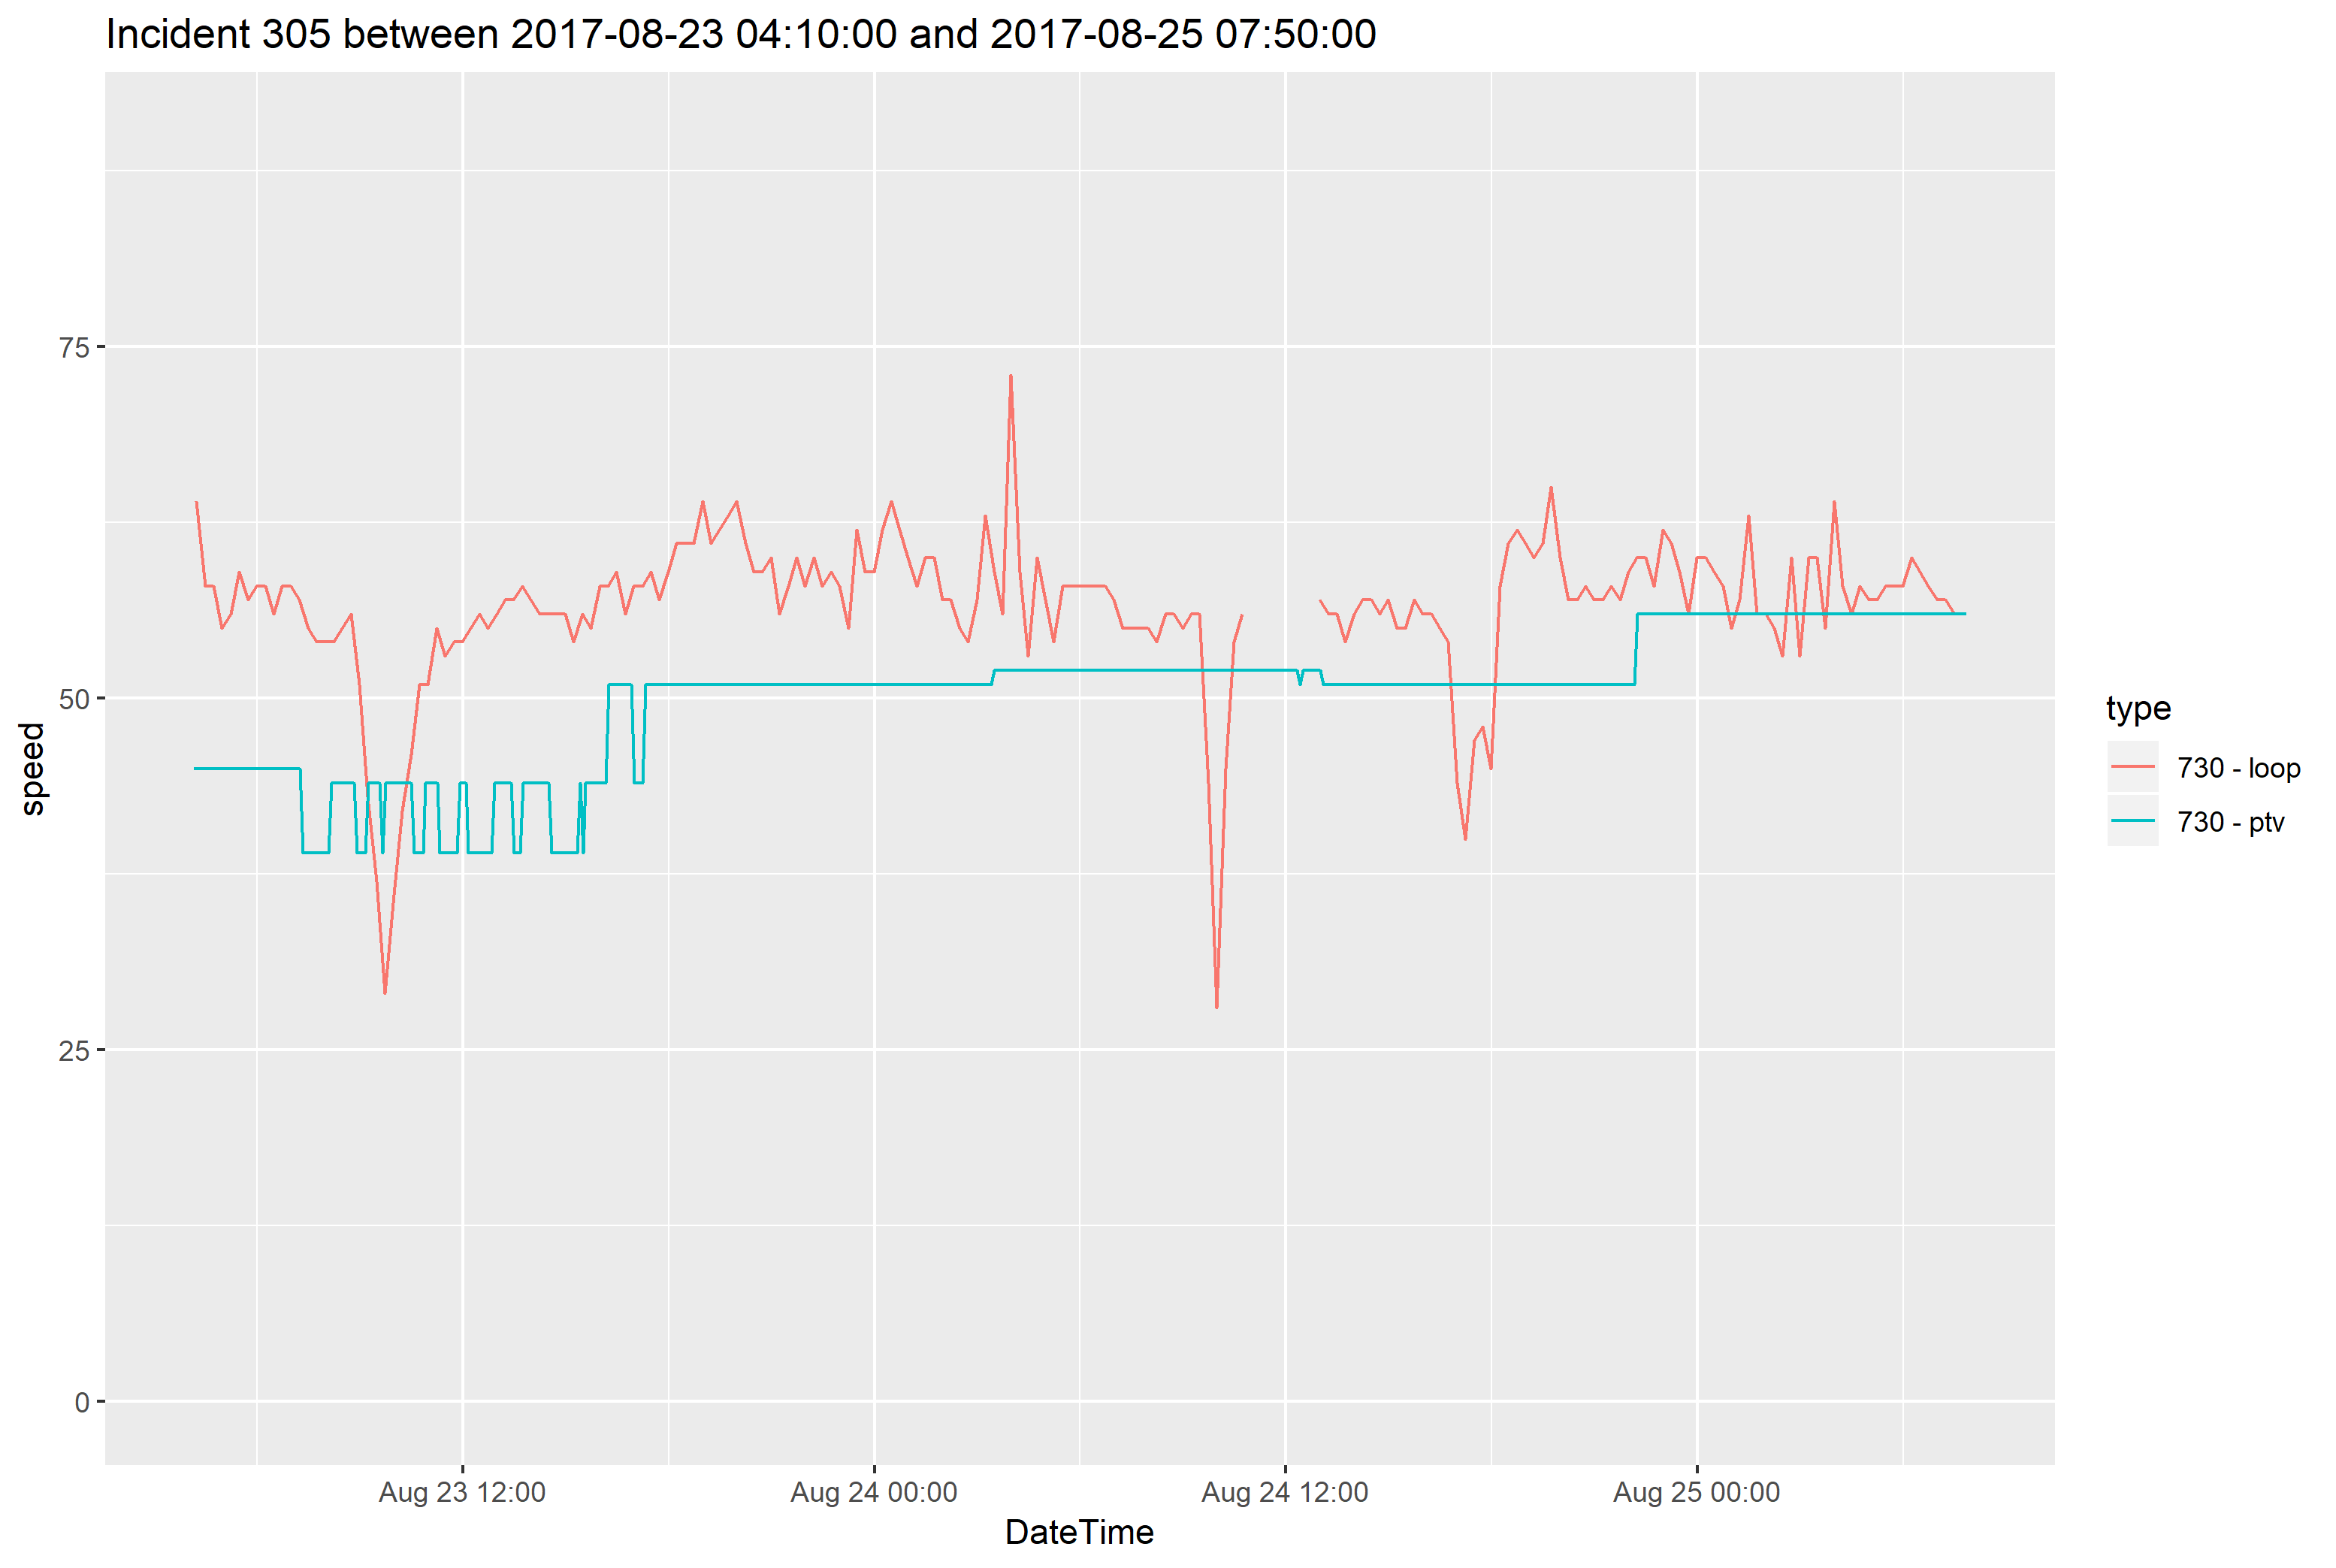 Incident 305 between 2017-08-23 04:10:00 and 2017-08-25 07:50:00
75
50
25
0
speed
Aug 23 12:00
Aug 24 00:00
Aug 24 12:00
Aug 25 00:00
DateTime
type
730 - loop
730 - ptv